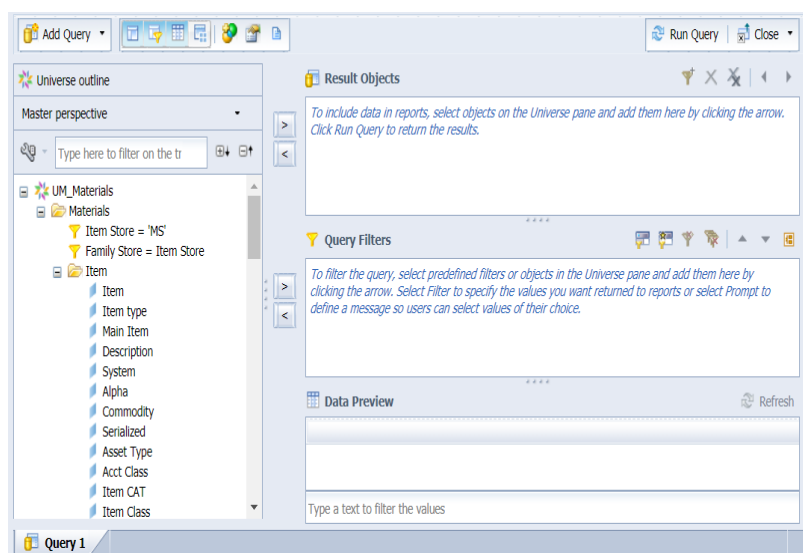 Add Query
Run Query
Close
Universe outline
Master perspective
Type here to filter on the tr
UM_Materials
Materials
Item Store = 'MS'
Family Store = Item Store
Item
Item
Item type
Main Item
Description
System
Alpha
Commodity
Serialized
Asset Type
Acct Class
Item CAT
Item Class
>
<
>
<
Result Objects
To include data in reports, select objects on the Universe pane and add them here by clicking the arrow.
Click Run Query to return the results.
Query Filters
To filter the query, select predefined filters or objects in the Universe pane and add them here by
clicking the arrow. Select Filter to specify the values you want returned to reports or select Prompt to
define a message so users can select values of their choice.
Data Preview
Refresh
Type a text to filter the values
Query 1